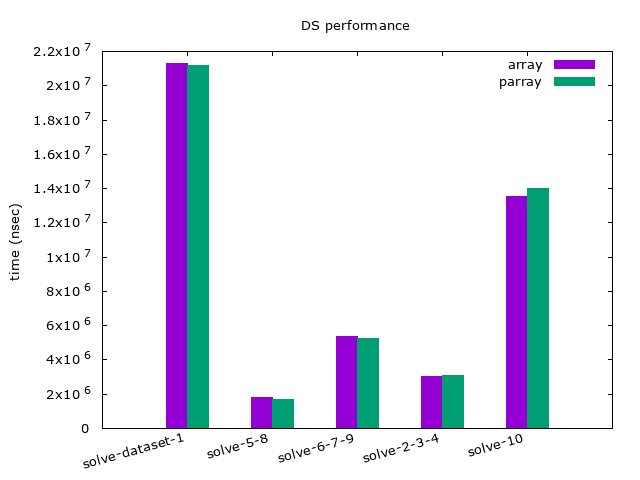 DS performance
array
parray
time (nsec)
2.2x10 7
2x10 7
1.8x10 7
1.6x10 7
1.4x10 7
1.2x10 7
1x10 7
8x10 6
6x10 6
4x10 6
2x10 6
0
solve-dataset-1
solve-5-8
solve-6-7-9
solve-2-3-4
solve-10